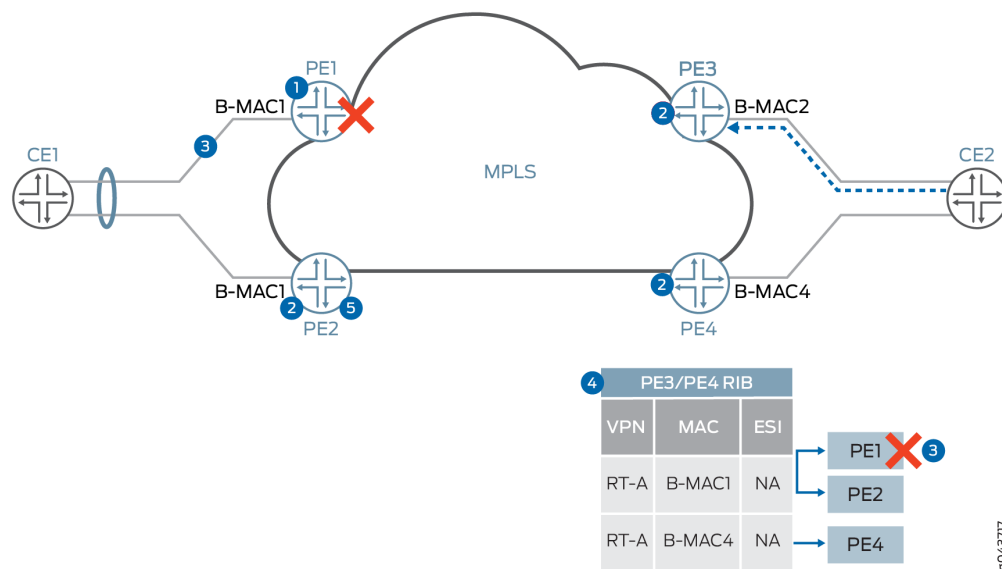 PE1
PE3
1
B-MAC1
2
B-MAC2
3
CE1
MPLS
CE2
B-MAC1
2
5
2
B-MAC4
PE2
PE4
4
PE3/PE4 RIB
VPN MAC ESI
PE1
3
RT-A B-MAC1 NA
PE2
RT-A B-MAC4 NA
PE4
g043717